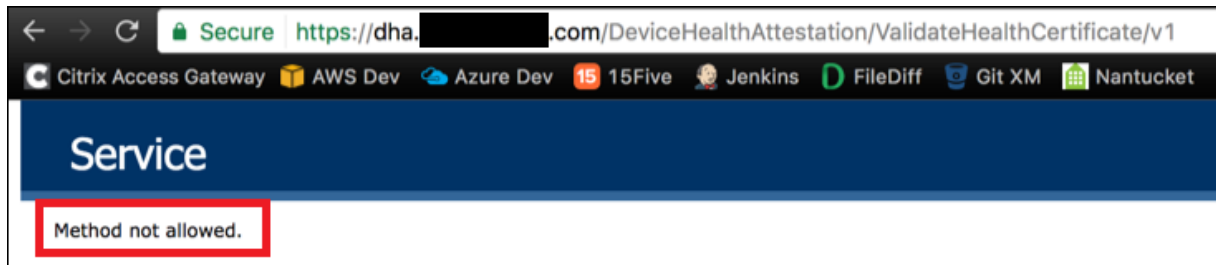 Secure https://dha. .com/DeviceHealthAttestation/ValidateHealthCertificate/v1
C Citrix Access Gateway AWS Dev Azure Dev 15 15Five Jenkins D FileDiff Git XM Nantucket
Service
Method not allowed.